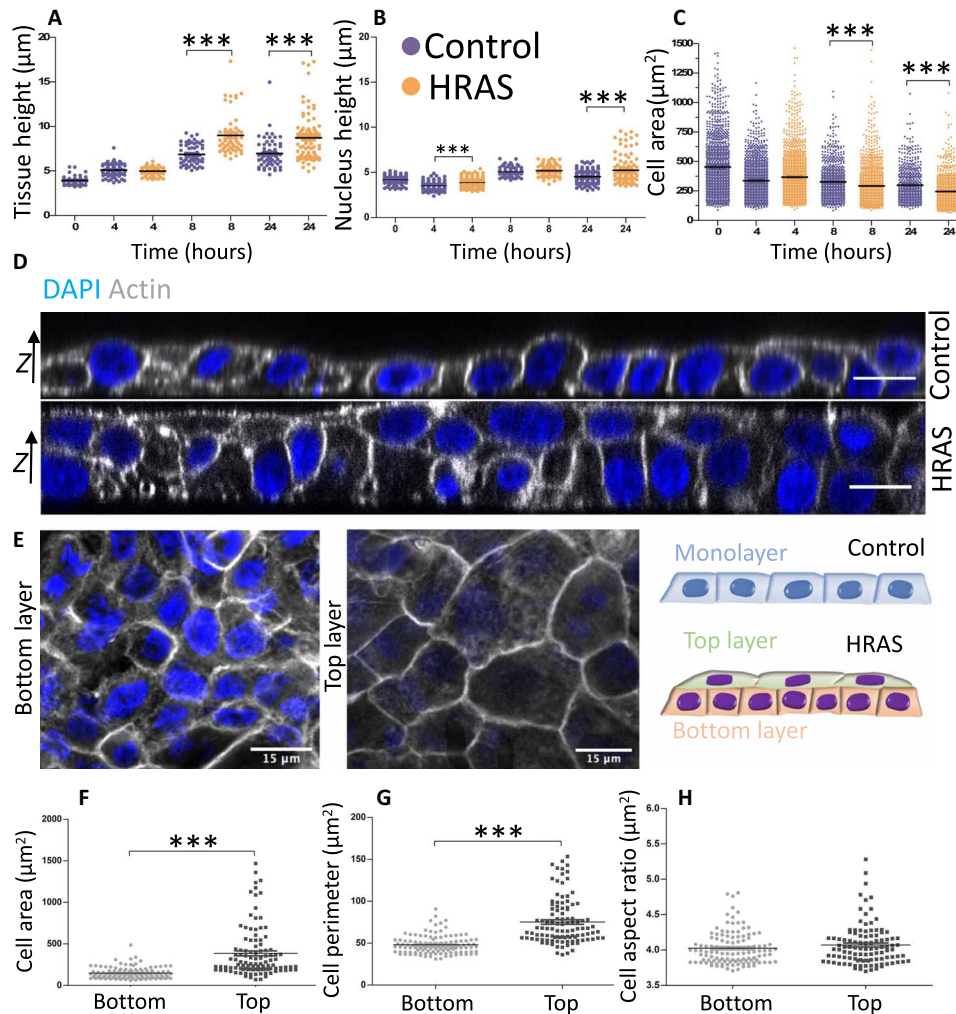 A
Tissue height (µm)
20
15
10
5
0
***
***
0 4 4 8 8 24 24
Time (hours)
B
Nucleus height (µm)
20
15
10
5
0
Control
HRAS
***
***
0 4 4 8 8 24 24
Time (hours)
C
Cell area(µm²)
1500
1250
1000
750
500
250
0
***
***
0 4 4 8 8 24 24
Time (hours)
D
DAPI Actin
Z
Control
Z
HRAS
E
Bottom layer
15 µm
Top layer
15 µm
Monolayer
Control
Top layer
HRAS
Bottom layer
F
Cell area (µm²)
2000
1500
1000
500
0
***
Bottom Top
G
Cell perimeter (µm²)
200
150
100
50
0
***
Bottom Top
H
Cell aspect ratio (µm²)
6.0
5.5
5.0
4.5
4.0
3.5
Bottom Top